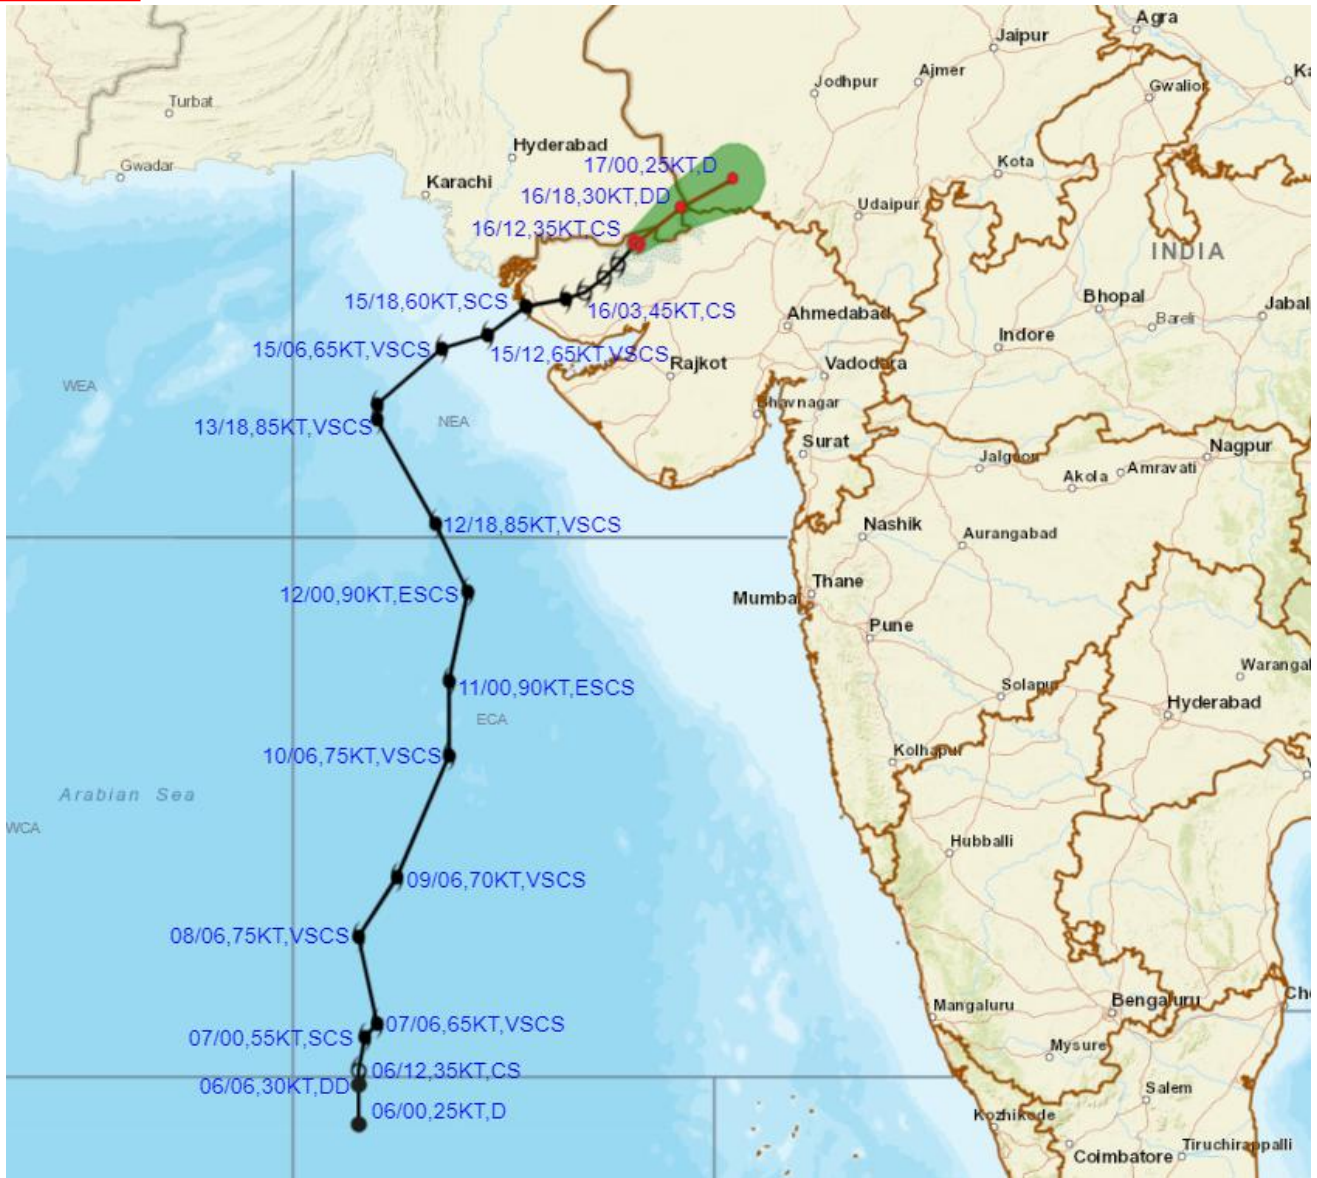 Agra
Jaipur
Ajmer
Jodhpur
Gwalior
Turbat
Hyderabad
Gwadar
Kota
17/00,25KT,D
Karachi
16/18,30KT,DD
Udaipur
16/12,35KT,CS
INDIA
15/18,60KT,SCS
Bhopal
Jabal
16/03,45KT,CS
Ahmedabad
Bareli
Indore
15/06,65KT,VSCS
15/12,65KT,VSCS
Rajkot
Vadodara
WEA
Bhavnagar
13/18,85KT,VSCS
NEA
Surat
Nagpur
Jalgaon
Amravati
Akola
12/18,85KT,VSCS
Nashik
Aurangabad
Thane
12/00,90KT,ESCS
Mumbai
Pune
Warangal
11/00,90KT,ESCS
Solapur
Hyderabad
ECA
10/06,75KT,VSCS
Kolhapur
Arabian Sea
WCA
Hubballi
09/06,70KT,VSCS
08/06,75KT,VSCS
Che
Bengaluru
Mangaluru
07/06,65KT,VSCS
07/00,55KT,SCS
Mysuru
06/12,35KT,CS
06/06,30KT,DD
Salem
06/00,25KT,D
Kozhikode
Tiruchirappalli
Coimbatore